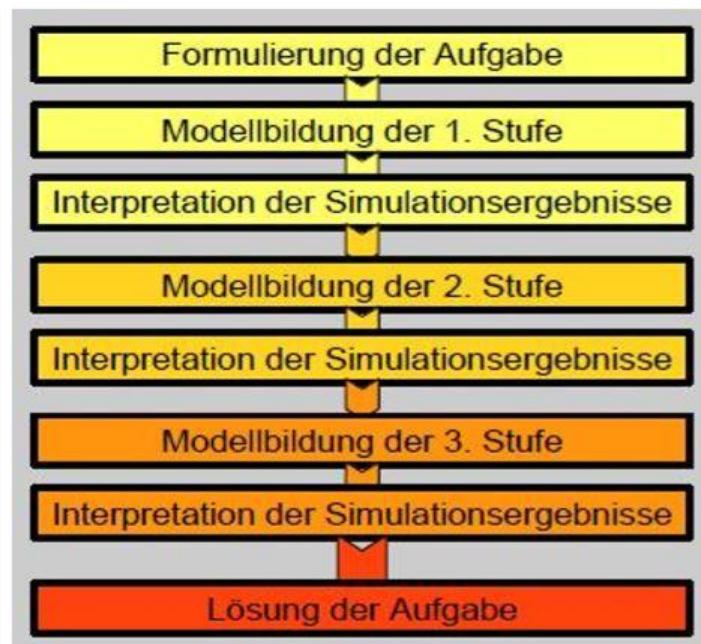 Formulierung der Aufgabe
Modellbildung der 1. Stufe
Interpretation der Simulationsergebnisse
Modellbildung der 2. Stufe
Interpretation der Simulationsergebnisse
Modellbildung der 3. Stufe
Interpretation der Simulationsergebnisse
Lösung der Aufgabe